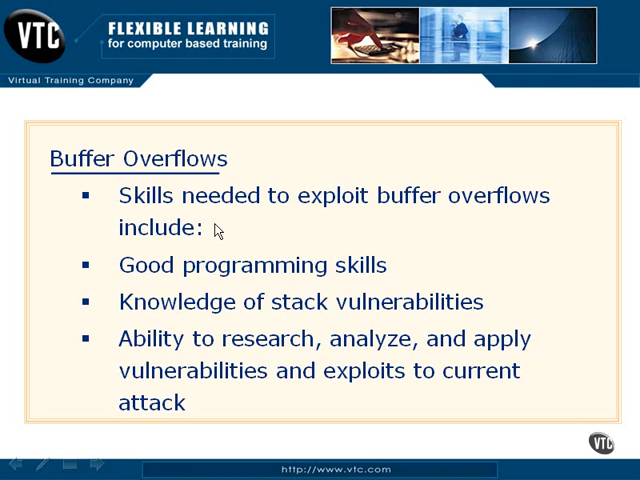 VTC
FLEXIBLE LEARNING
for computer based training
Virtual Training Company
Buffer Overflows
▪ Skills needed to exploit buffer overflows
include:
▪ Good programming skills
▪ Knowledge of stack vulnerabilities
▪ Ability to research, analyze, and apply
vulnerabilities and exploits to current
attack
VTC
http://www.vtc.com